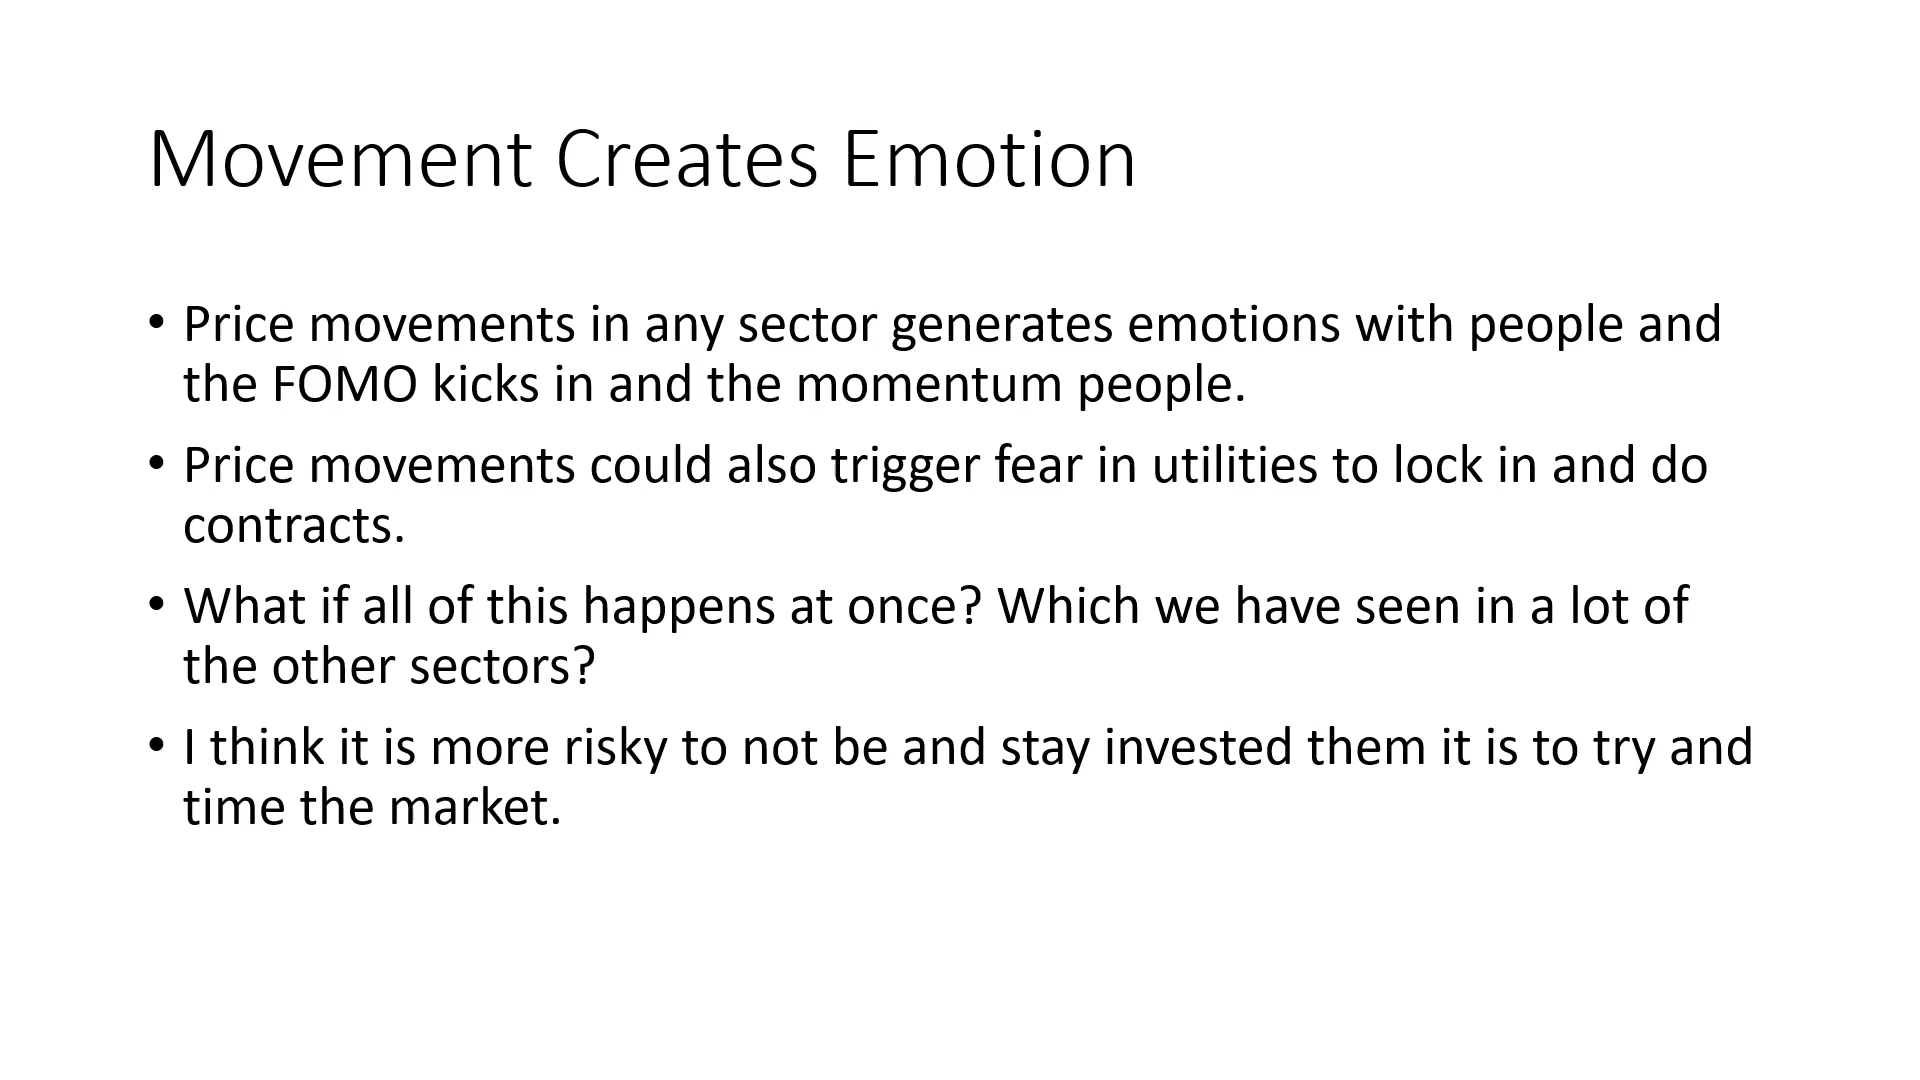 Movement Creates Emotion
• Price movements in any sector generates emotions with people and
the FOMO kicks in and the momentum people.
• Price movements could also trigger fear in utilities to lock in and do
contracts.
• What if all of this happens at once? Which we have seen in a lot of
the other sectors?
• I think it is more risky to not be and stay invested them it is to try and
time the market.